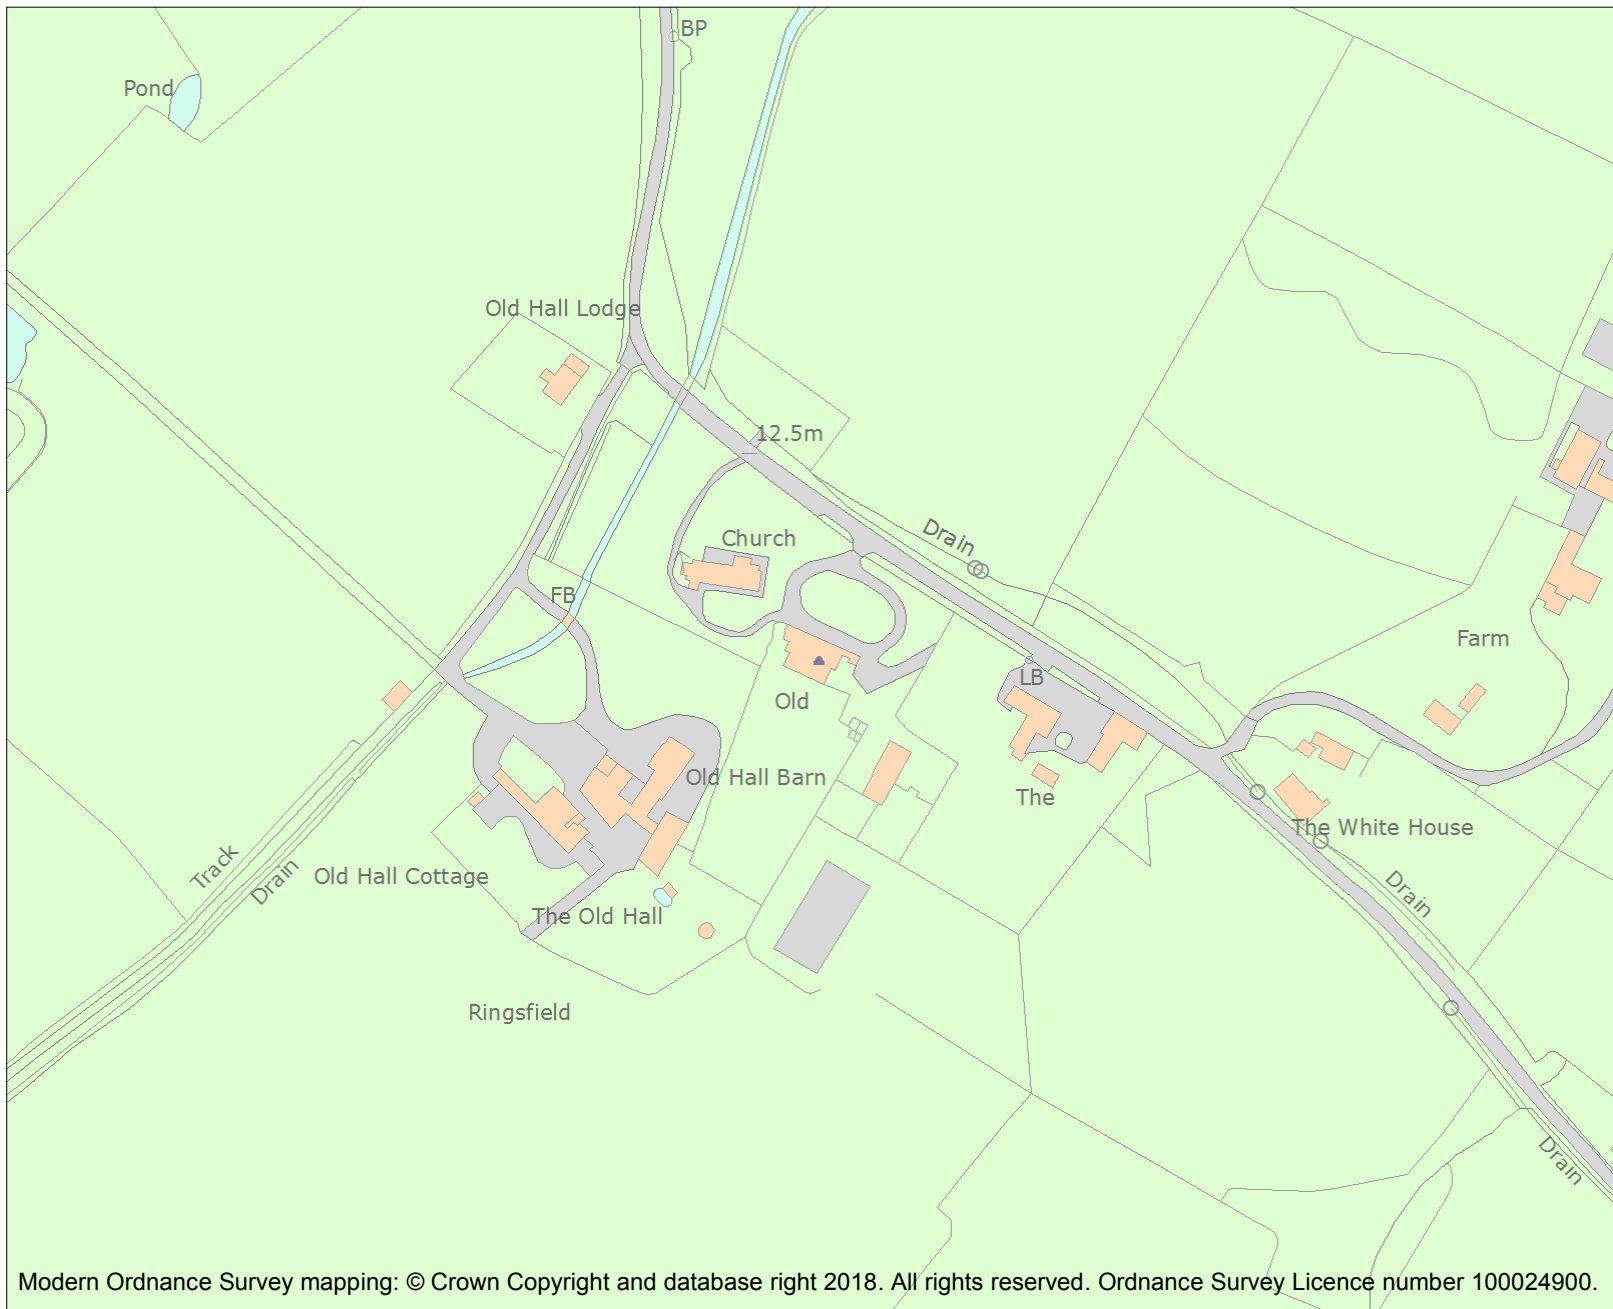 BP
Pond
Old Hall Lodge
12.5m
Drain
Church
FB
Farm
LB
Old
Old Hall Barn
The
The White House
Track
Drain
Old Hall Cottage
Drain
The Old Hall
Ringsfield
Drain
Modern Ordnance Survey mapping: © Crown Copyright and database right 2018. All rights reserved. Ordnance Survey Licence number 100024900.